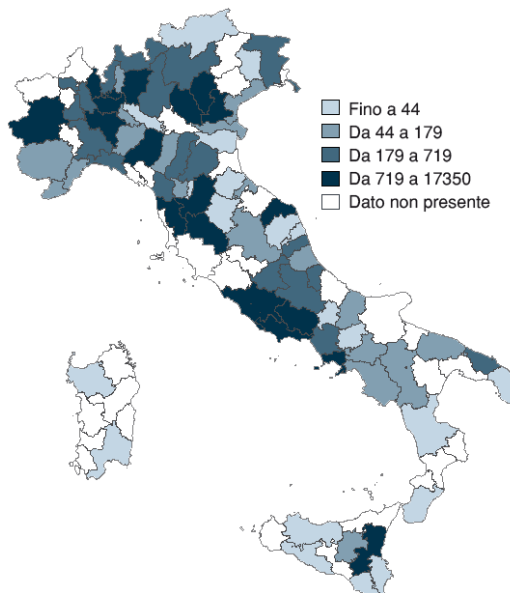 Fino a 44
Da 44 a 179
Da 179 a 719
Da 719 a 17350
Dato non presente